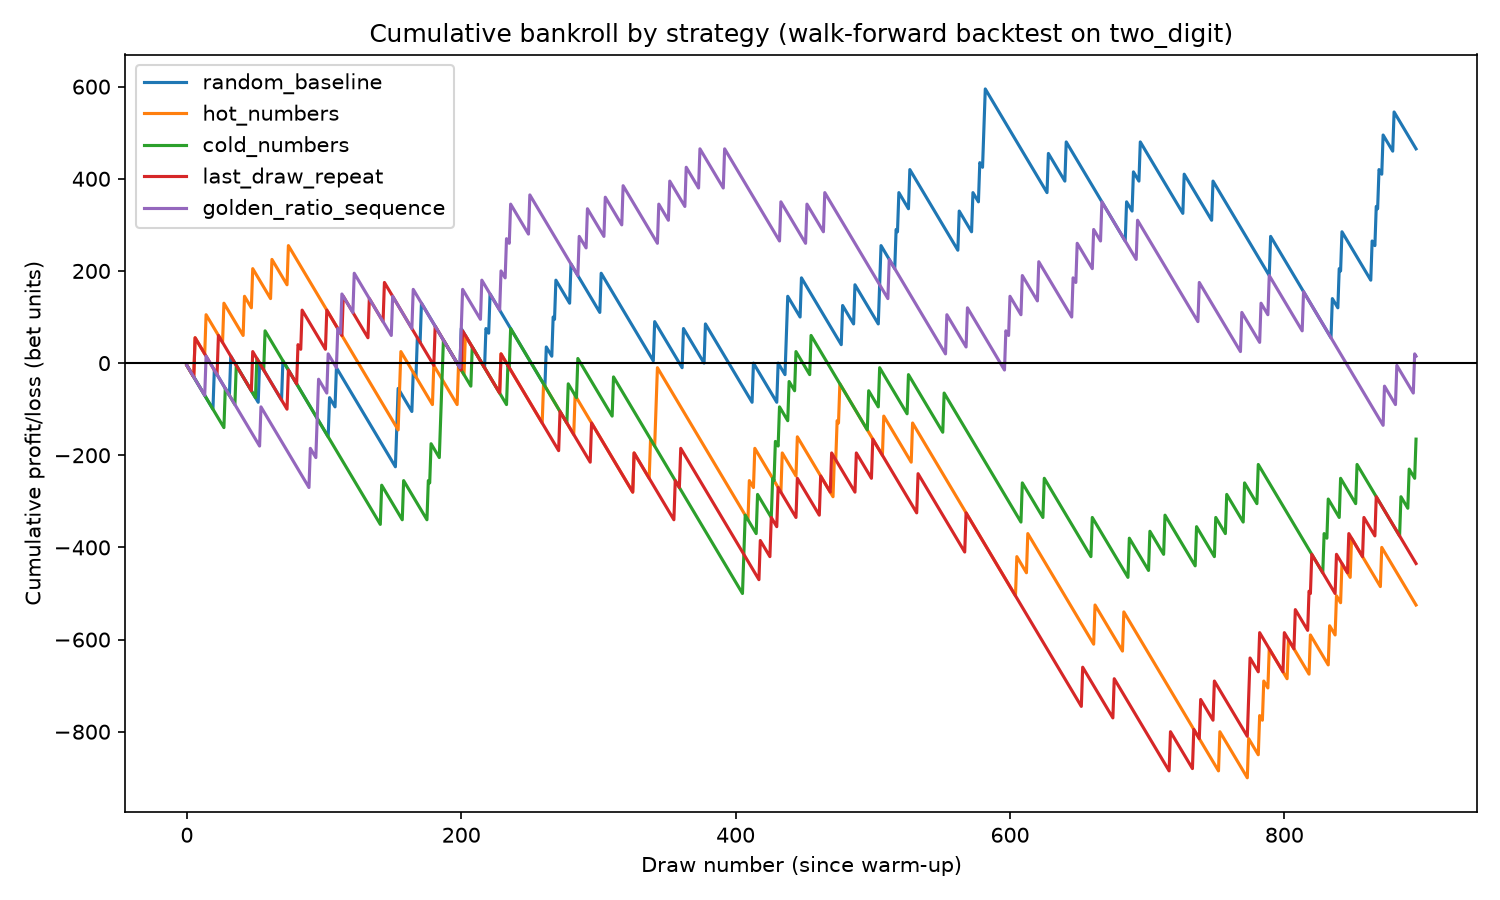 Cumulative bankroll by strategy (walk-forward backtest on two_digit)
random_baseline
hot_numbers
cold_numbers
last_draw_repeat
golden_ratio_sequence
Cumulative profit/loss (bet units)
600
400
200
0
−200
−400
−600
−800
0 200 400 600 800
Draw number (since warm-up)